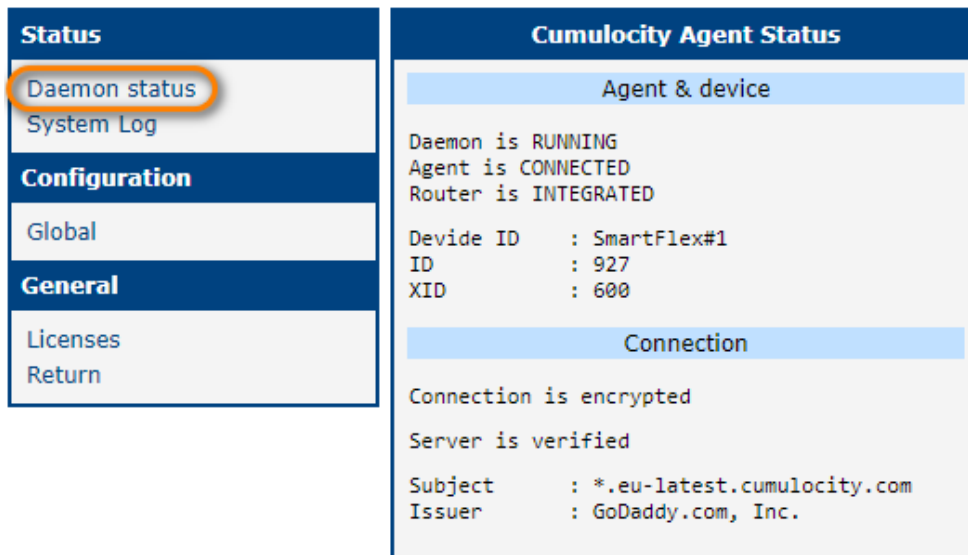 Status
Daemon status
System Log
Configuration
Global
General
Licenses
Return
Cumulocity Agent Status
Agent & device
Daemon is RUNNING
Agent is CONNECTED
Router is INTEGRATED
Devide ID : SmartFlex#1
ID : 927
XID : 600
Connection
Connection is encrypted
Server is verified
Subject : *.eu-latest.cumulocity.com
Issuer : GoDaddy.com, Inc.